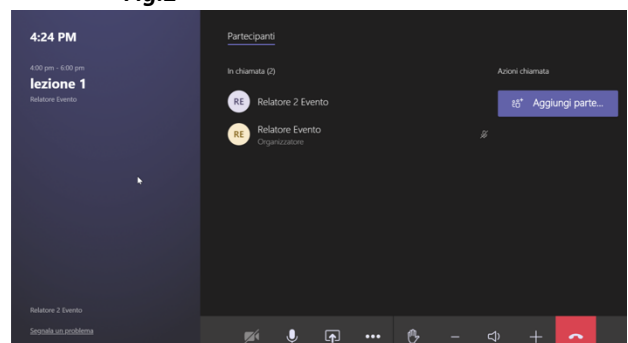 4:24 PM
4:00 pm - 6:00 pm
lezione 1
Relatore Evento
Partecipanti
In chiamata (2)
Azioni chiamata
RE Relatore 2 Evento
Aggiungi parte...
RE Relatore Evento
Organizzatore
Relatore 2 Evento
Segnala un problema